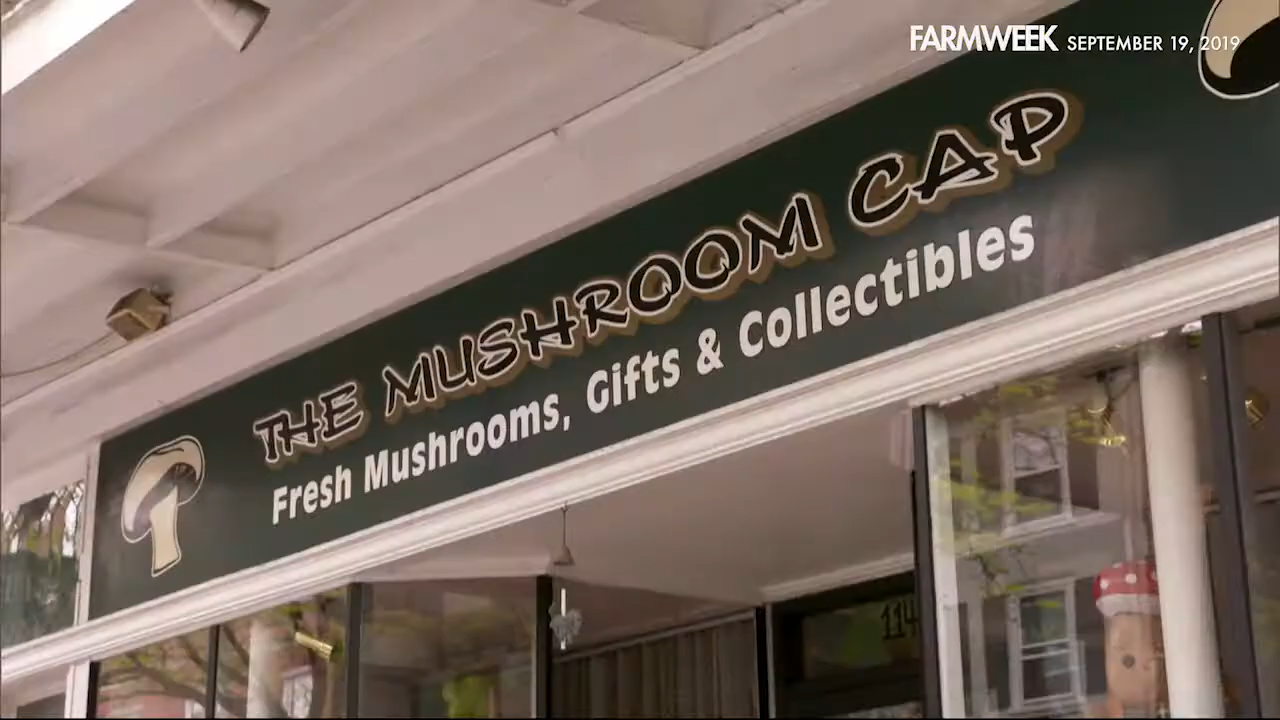 FARMWEEK SEPTEMBER 19, 2019
THE MUSHROOM CAP
Fresh Mushrooms, Gifts & Collectibles
114